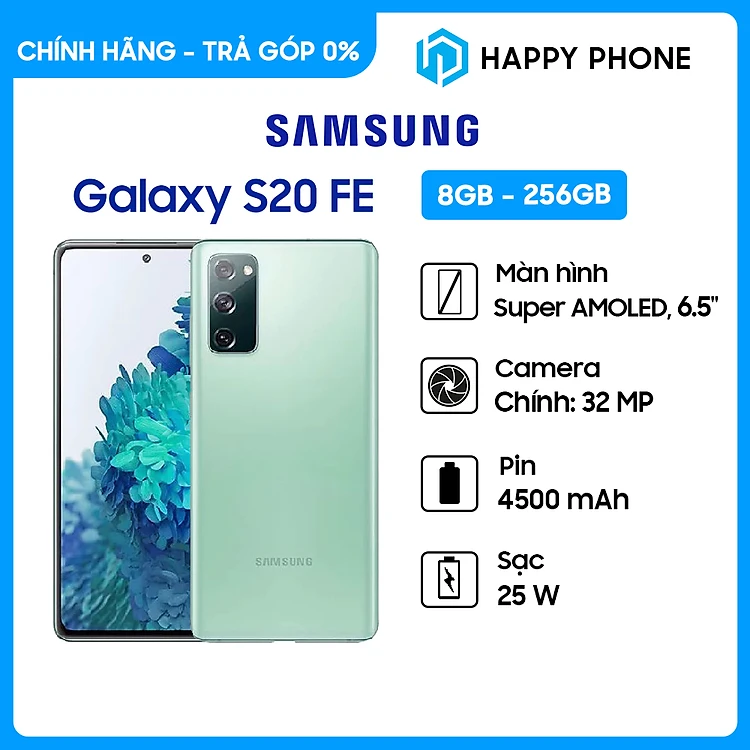 CHÍNH HÃNG - TRẢ GÓP 0%
HAPPY PHONE
SAMSUNG
Galaxy S20 FE
8GB - 256GB
Màn hình
Super AMOLED, 6.5"
Camera
Chính: 32 MP
Pin
4500 mAh
Sạc
25 W
SAMSUNG